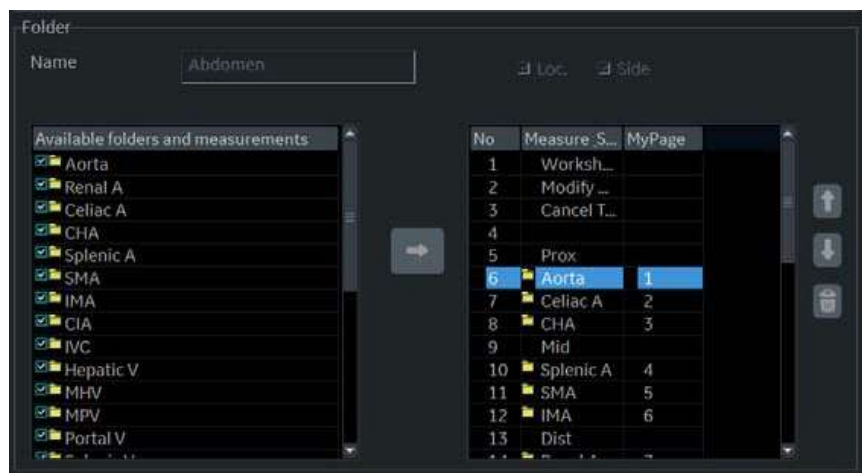 Folder
Name Abdomen Loc. Side
Available folders and measurements
Aorta
Renal A
Celiac A
CHA
Splenic A
SMA
IMA
CIA
IVC
Hepatic V
MHV
MPV
Portal V
No Measure_S... MyPage
1 Worksh...
2 Modify ...
3 Cancel T...
4
5 Prox
6 Aorta 1
7 Celiac A 2
8 CHA 3
9 Mid
10 Splenic A 4
11 SMA 5
12 IMA 6
13 Dist